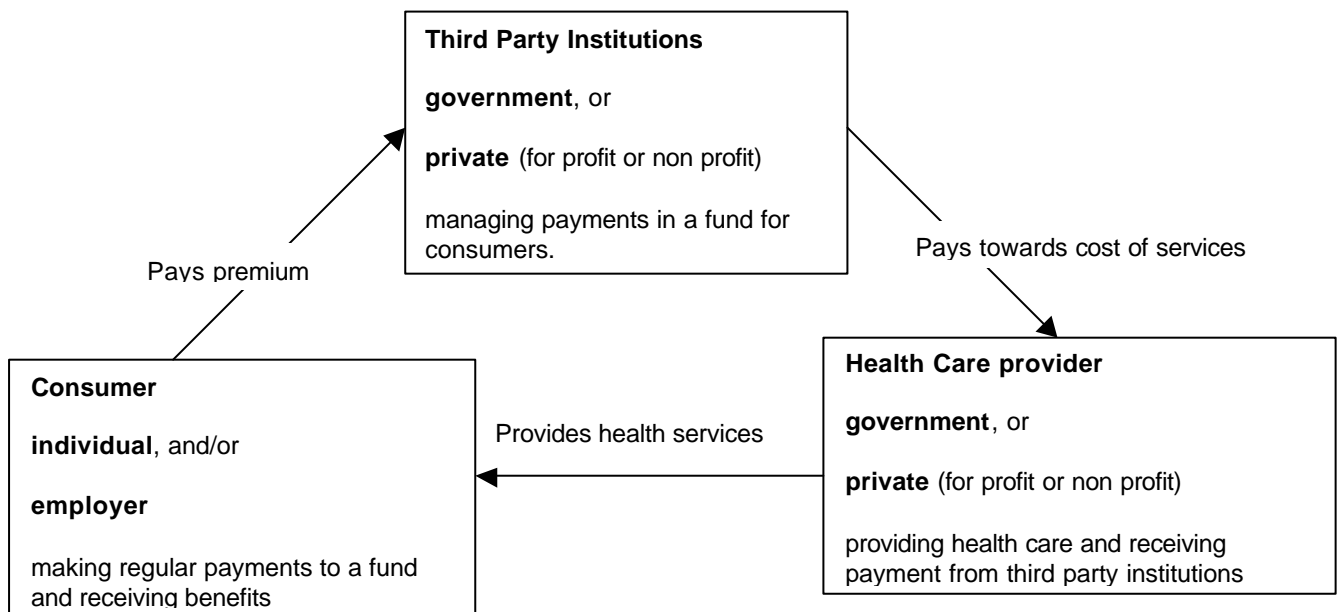 Third Party Institutions
government, or
private (for profit or non profit)
managing payments in a fund for
consumers.
Pays premium
Pays towards cost of services
Consumer
individual, and/or
employer
making regular payments to a fund
and receiving benefits
Provides health services
Health Care provider
government, or
private (for profit or non profit)
providing health care and receiving
payment from third party institutions